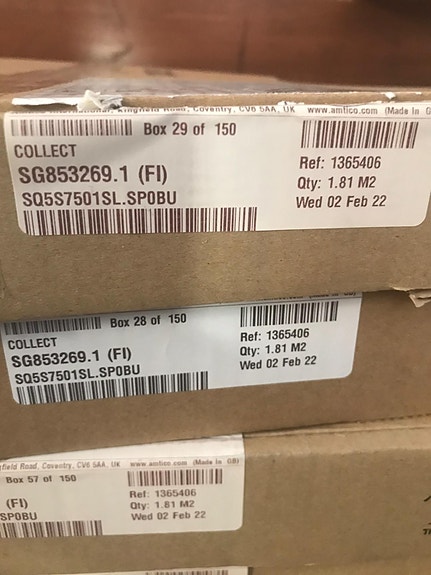 Kingfield Road, Coventry, CV6 5AA, UK www.amtico.com (Made In G
Box 29 of 150
COLLECT
SG853269.1 (FI)
SQ5S7501SL.SP0BU
Ref: 1365406
Qty: 1.81 M2
Wed 02 Feb 22
Box 28 of 150
COLLECT
SG853269.1 (FI)
SQ5S7501SL.SP0BU
Ref: 1365406
Qty: 1.81 M2
Wed 02 Feb 22
field Road, Coventry, CV6 5AA, UK www.amtico.com (Made In GB)
Box 57 of 150
(FI)
SP0BU
Ref: 1365406
Qty: 1.81 M2
Wed 02 Feb 22